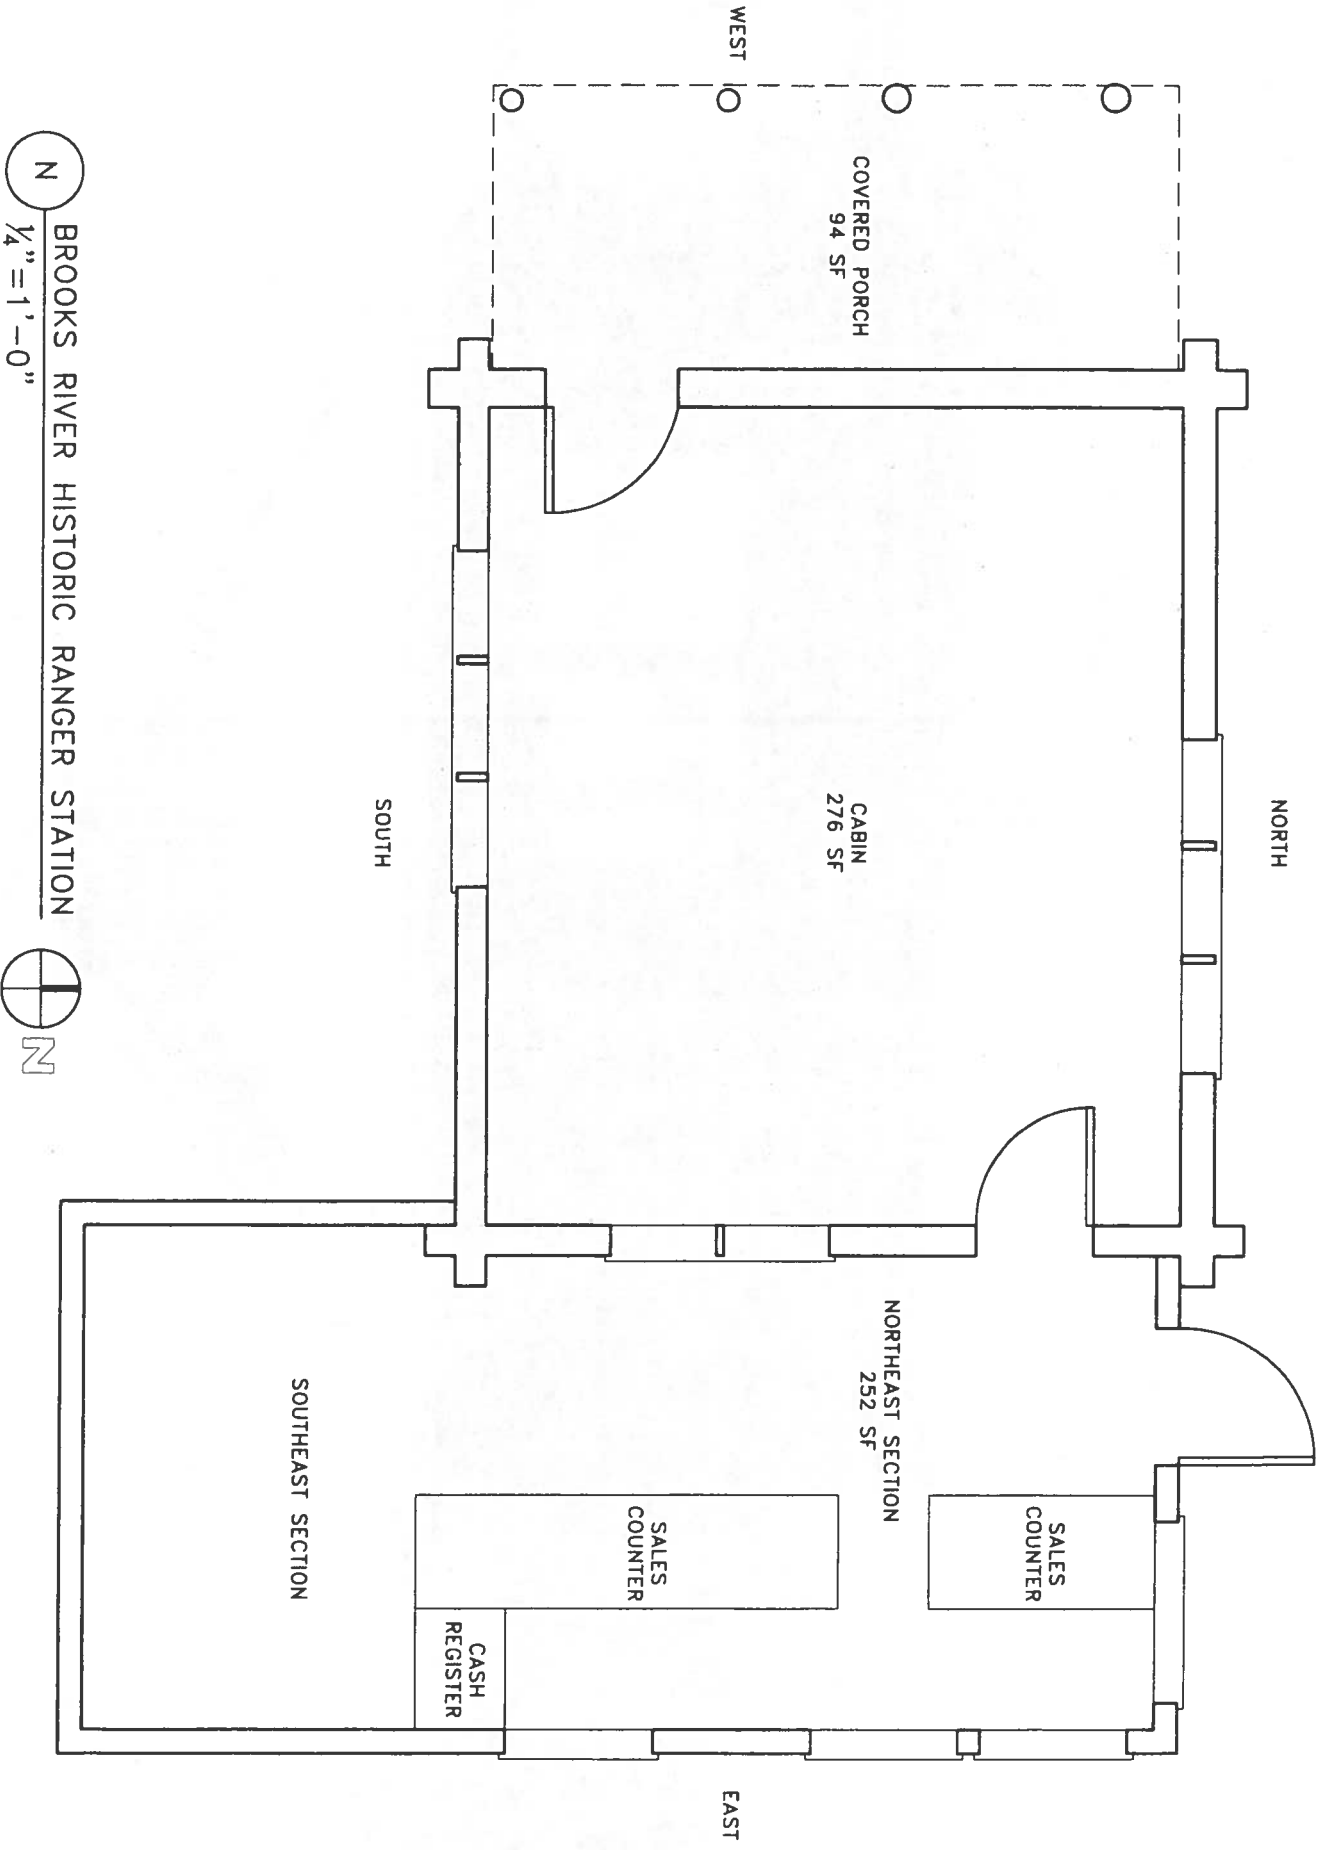 NORTH
WEST
COVERED PORCH
94 SF
CABIN
276 SF
NORTHEAST SECTION
252 SF
SALES
COUNTER
SALES
COUNTER
CASH
REGISTER
EAST
SOUTH
SOUTHEAST SECTION
N
BROOKS RIVER HISTORIC RANGER STATION
¼"=1'-0"
N